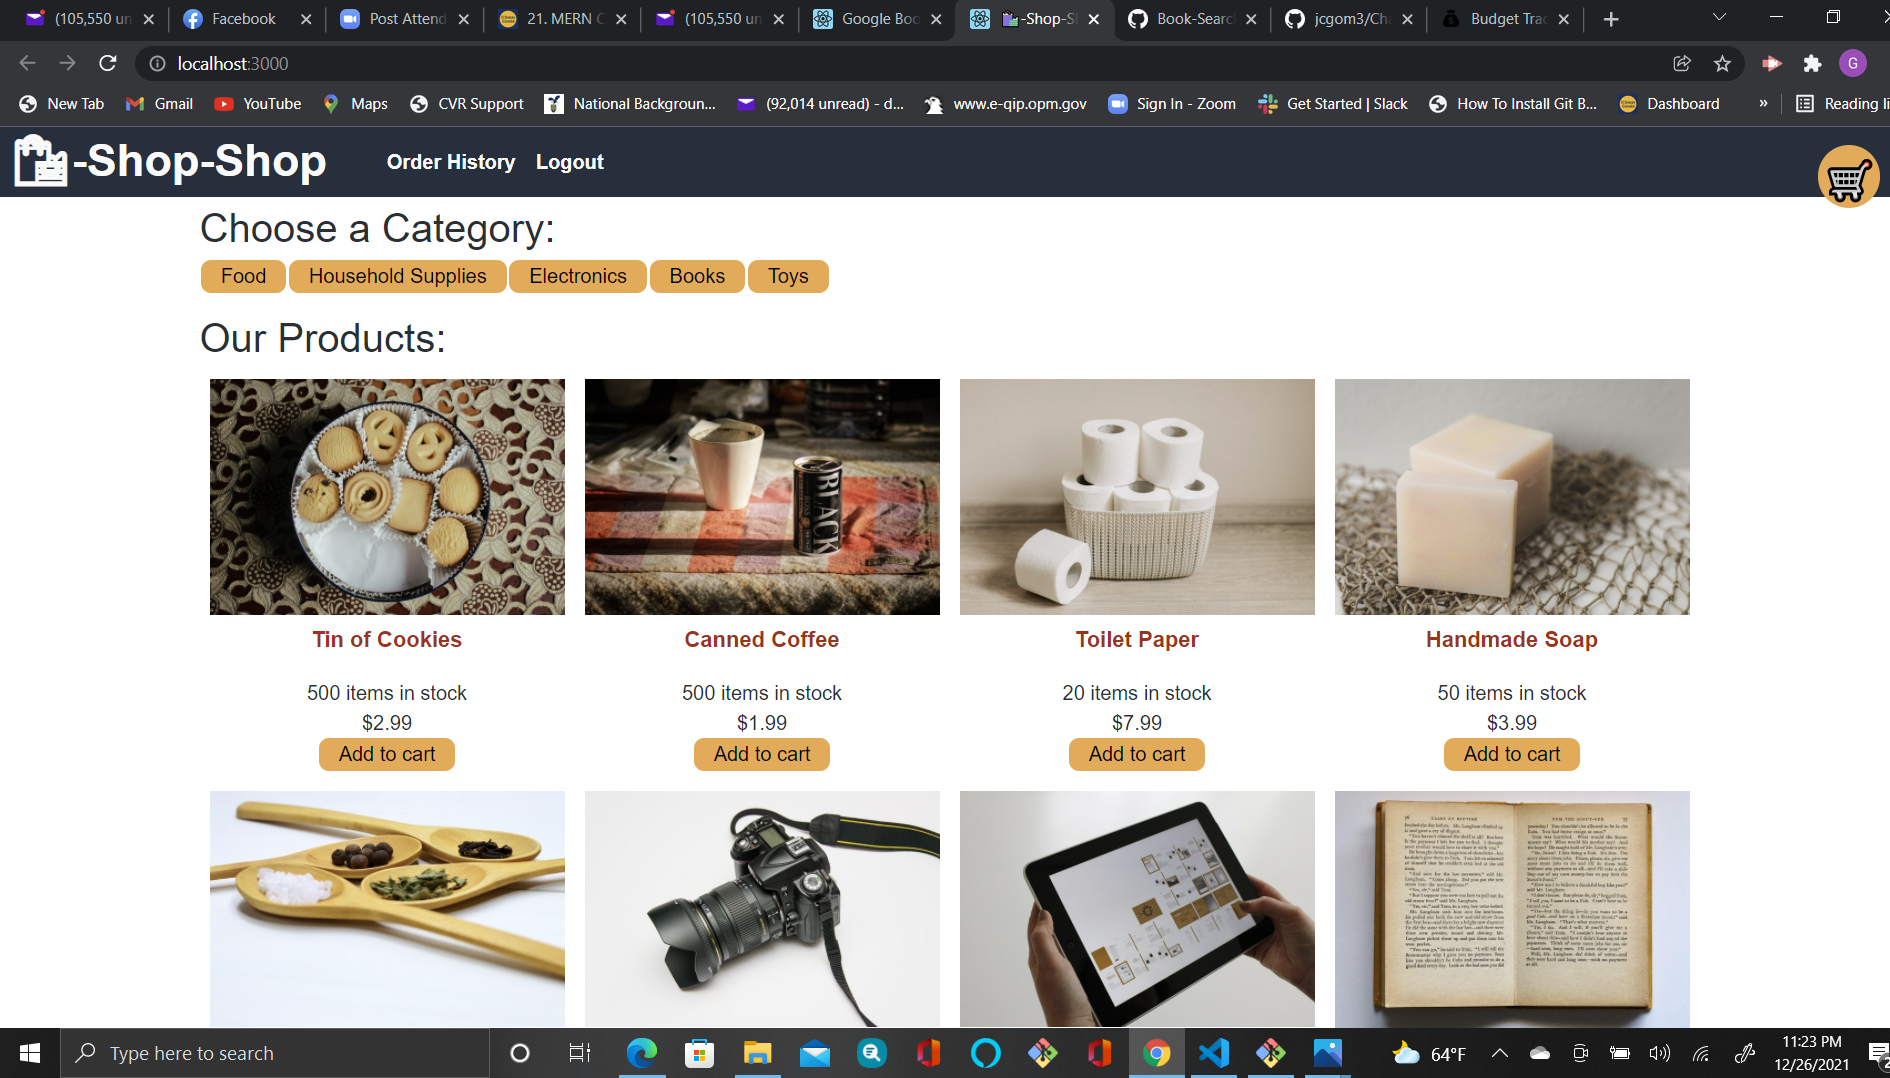 (105,550 un
Facebook
Post Attend
21. MERN C
(105,550 un
Google Boo
-Shop-S
Book-Searc
jcgom3/Cha
Budget Trac
localhost:3000
G
New Tab
Gmail
YouTube
Maps
CVR Support
National Backgroun...
(92,014 unread) - d...
www.e-qip.opm.gov
Sign In - Zoom
Get Started | Slack
How To Install Git B...
Dashboard
»
Reading li
-Shop-Shop
Order History
Logout
Choose a Category:
Food
Household Supplies
Electronics
Books
Toys
Our Products:
BLACK
BOSS
Tin of Cookies
Canned Coffee
Toilet Paper
Handmade Soap
500 items in stock
500 items in stock
20 items in stock
50 items in stock
$2.99
$1.99
$7.99
$3.99
Add to cart
Add to cart
Add to cart
Add to cart
Type here to search
64°F
11:23 PM
12/26/2021
2